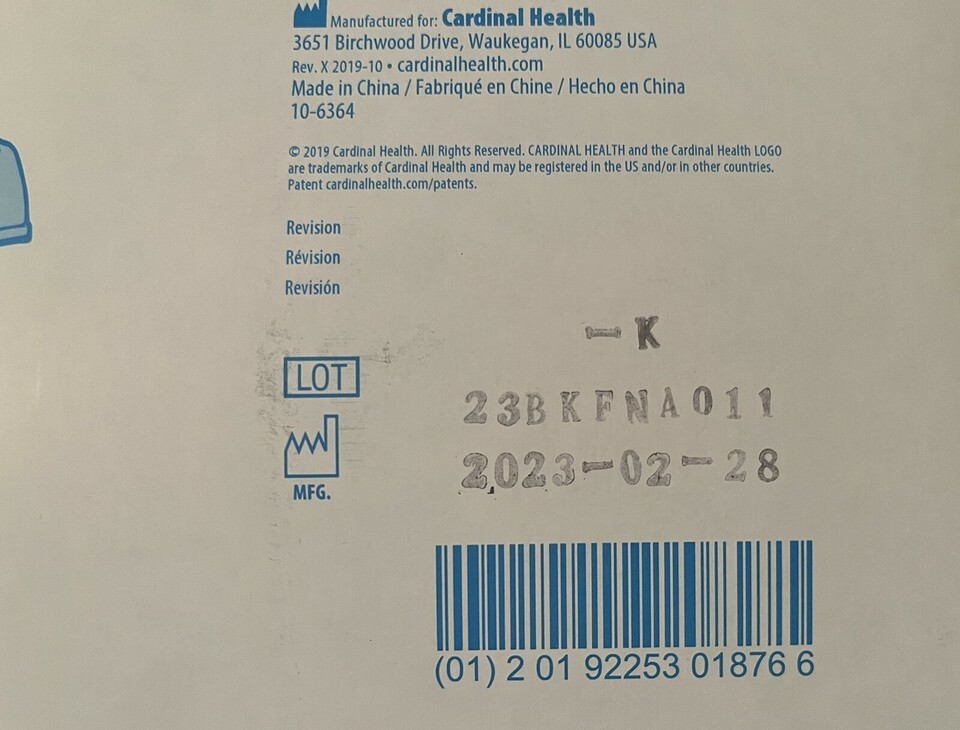 Manufactured for: Cardinal Health
3651 Birchwood Drive, Waukegan, IL 60085 USA
Rev. X 2019-10 • cardinalhealth.com
Made in China / Fabriqué en Chine / Hecho en China
10-6364
© 2019 Cardinal Health. All Rights Reserved. CARDINAL HEALTH and the Cardinal Health LOGO
are trademarks of Cardinal Health and may be registered in the US and/or in other countries.
Patent cardinalhealth.com/patents.
Revision
Révision
Revisión
-K
LOT
23BKFNA011
2023-02-28
MFG.
(01) 2 01 92253 01876 6